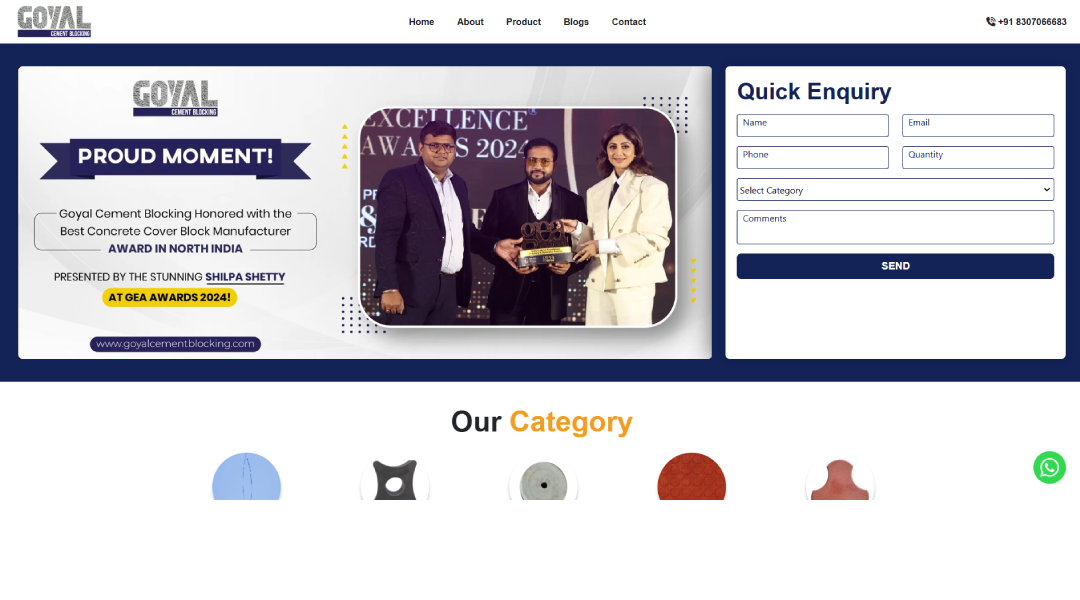 GOYAL
CEMENT BLOCKING
Home
About
Product
Blogs
Contact
+91 8307066683
GOYAL
CEMENT BLOCKING
PROUD MOMENT!
Goyal Cement Blocking Honored with the
Best Concrete Cover Block Manufacturer
AWARD IN NORTH INDIA
PRESENTED BY THE STUNNING SHILPA SHETTY
AT GEA AWARDS 2024!
www.goyalcementblocking.com
EXCELLENCE
AWARDS 2024
Quick Enquiry
Name
Email
Phone
Quantity
Select Category
Comments
SEND
Our Category